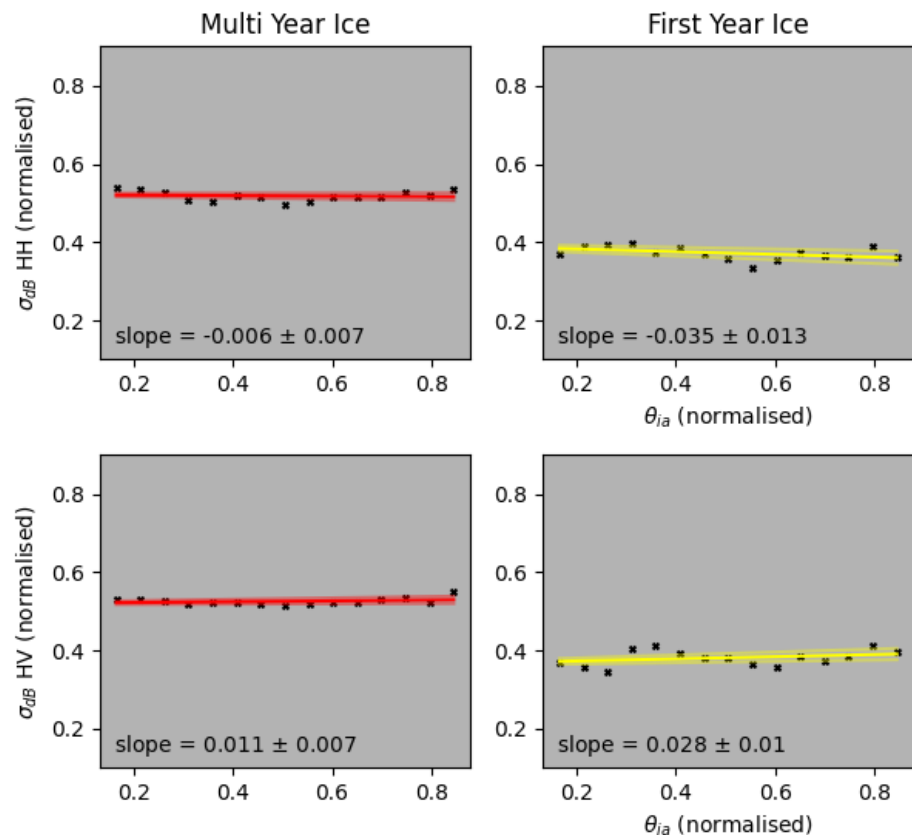 Multi Year Ice
First Year Ice
σdB HH (normalised)
0.8
0.6
0.4
0.2
slope = -0.006 ± 0.007
0.2 0.4 0.6 0.8
0.8
0.6
0.4
0.2
slope = -0.035 ± 0.013
0.2 0.4 0.6 0.8
θia (normalised)
σdB HV (normalised)
0.8
0.6
0.4
0.2
slope = 0.011 ± 0.007
0.2 0.4 0.6 0.8
0.8
0.6
0.4
0.2
slope = 0.028 ± 0.01
0.2 0.4 0.6 0.8
θia (normalised)